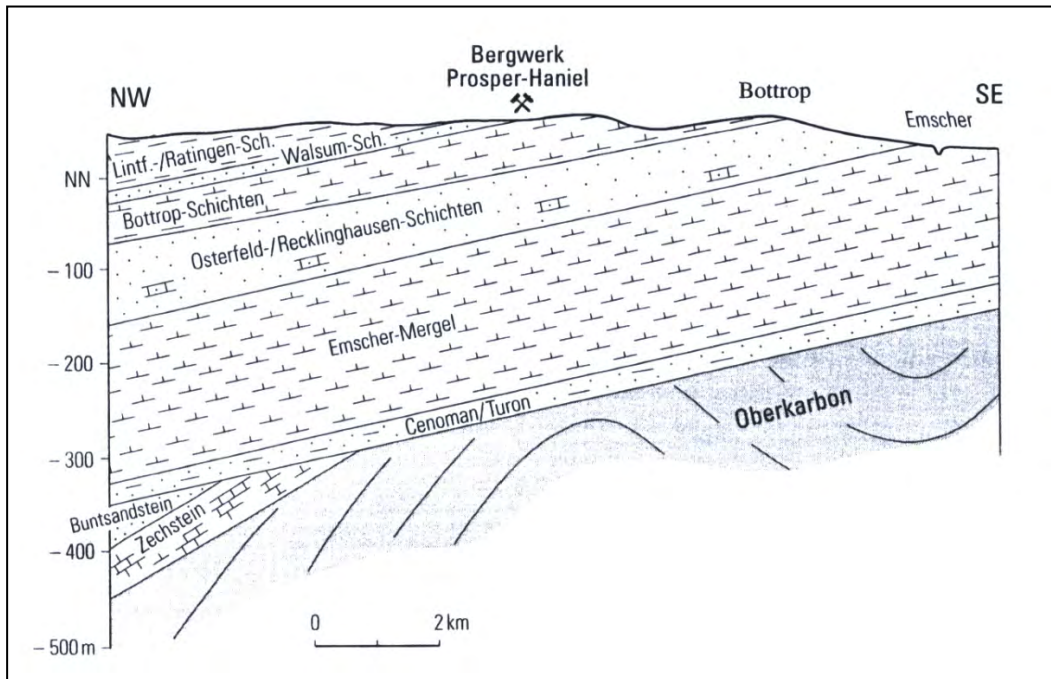 Bergwerk
Prosper-Haniel
NW
Bottrop
SE
Emscher
Lintf.-/Ratingen-Sch.
Walsum-Sch.
NN
Bottrop-Schichten
Osterfeld-/Recklinghausen-Schichten
– 100
Emscher-Mergel
– 200
Cenoman/Turon
Oberkarbon
– 300
Buntsandstein
Zechstein
– 400
0 2 km
– 500 m